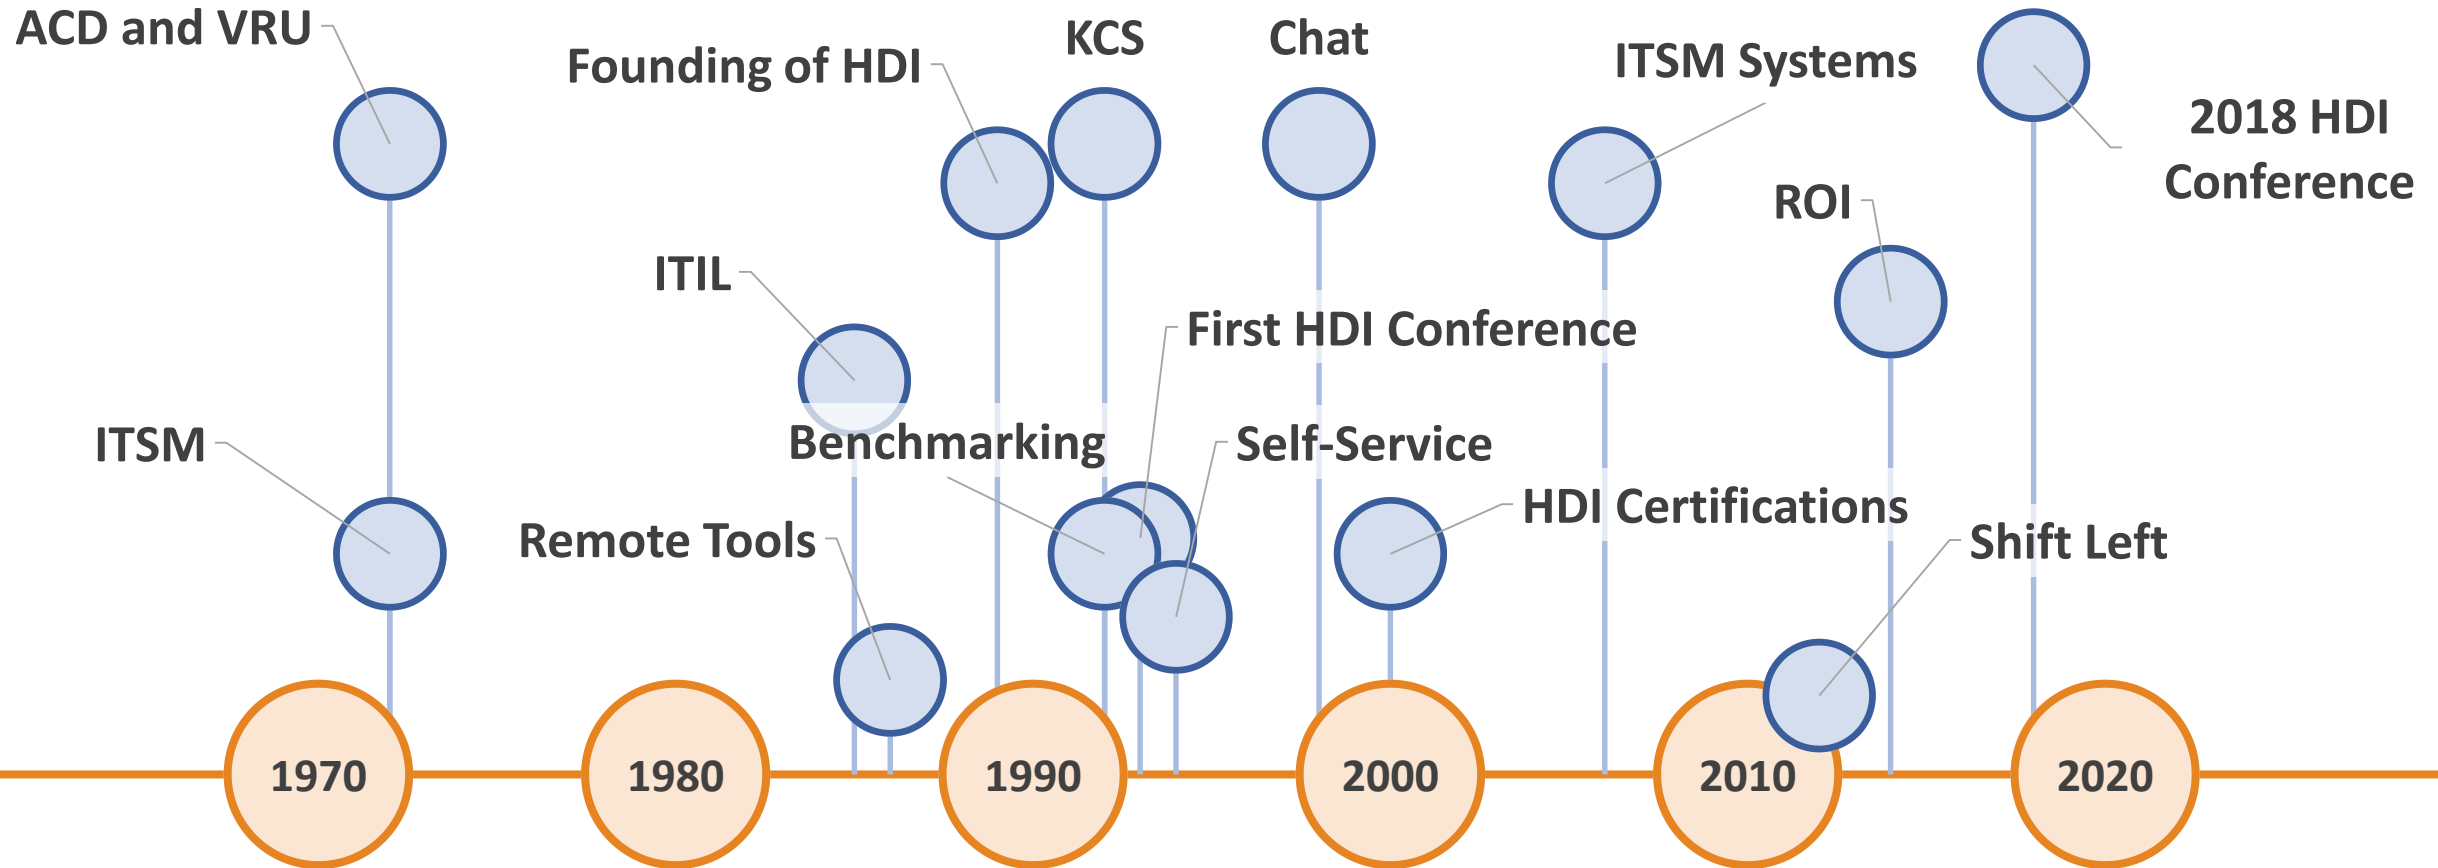 ACD and VRU
Founding of HDI
KCS
Chat
ITSM Systems
2018 HDI
Conference
ROI
ITIL
First HDI Conference
ITSM
Benchmarking
Self-Service
Remote Tools
HDI Certifications
Shift Left
1970
1980
1990
2000
2010
2020